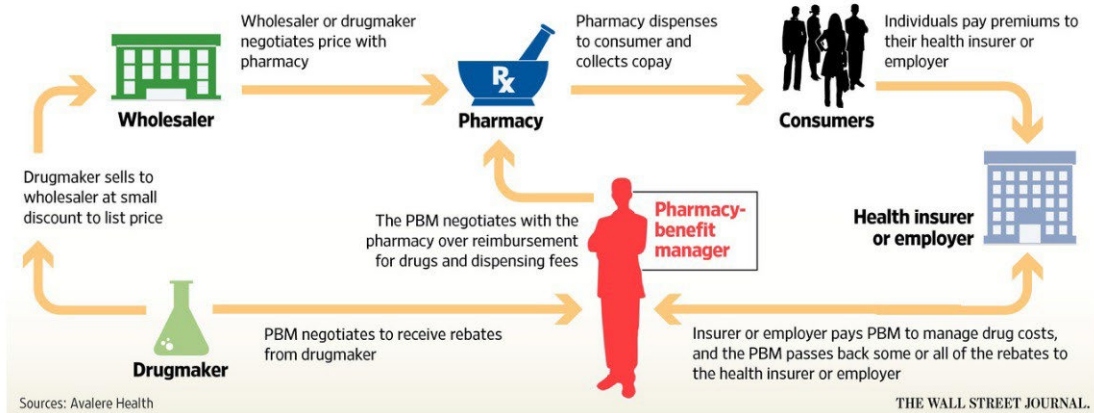 Wholesaler or drugmaker
negotiates price with
pharmacy
Pharmacy dispenses
to consumer and
collects copay
Individuals pay premiums to
their health insurer or
employer
Wholesaler
Rx
Pharmacy
Consumers
Drugmaker sells to
wholesaler at small
discount to list price
The PBM negotiates with the
pharmacy over reimbursement
for drugs and dispensing fees
Pharmacy-
benefit
manager
Health insurer
or employer
Drugmaker
PBM negotiates to receive rebates
from drugmaker
Insurer or employer pays PBM to manage drug costs,
and the PBM passes back some or all of the rebates to
the health insurer or employer
Sources: Avalere Health
THE WALL STREET JOURNAL.